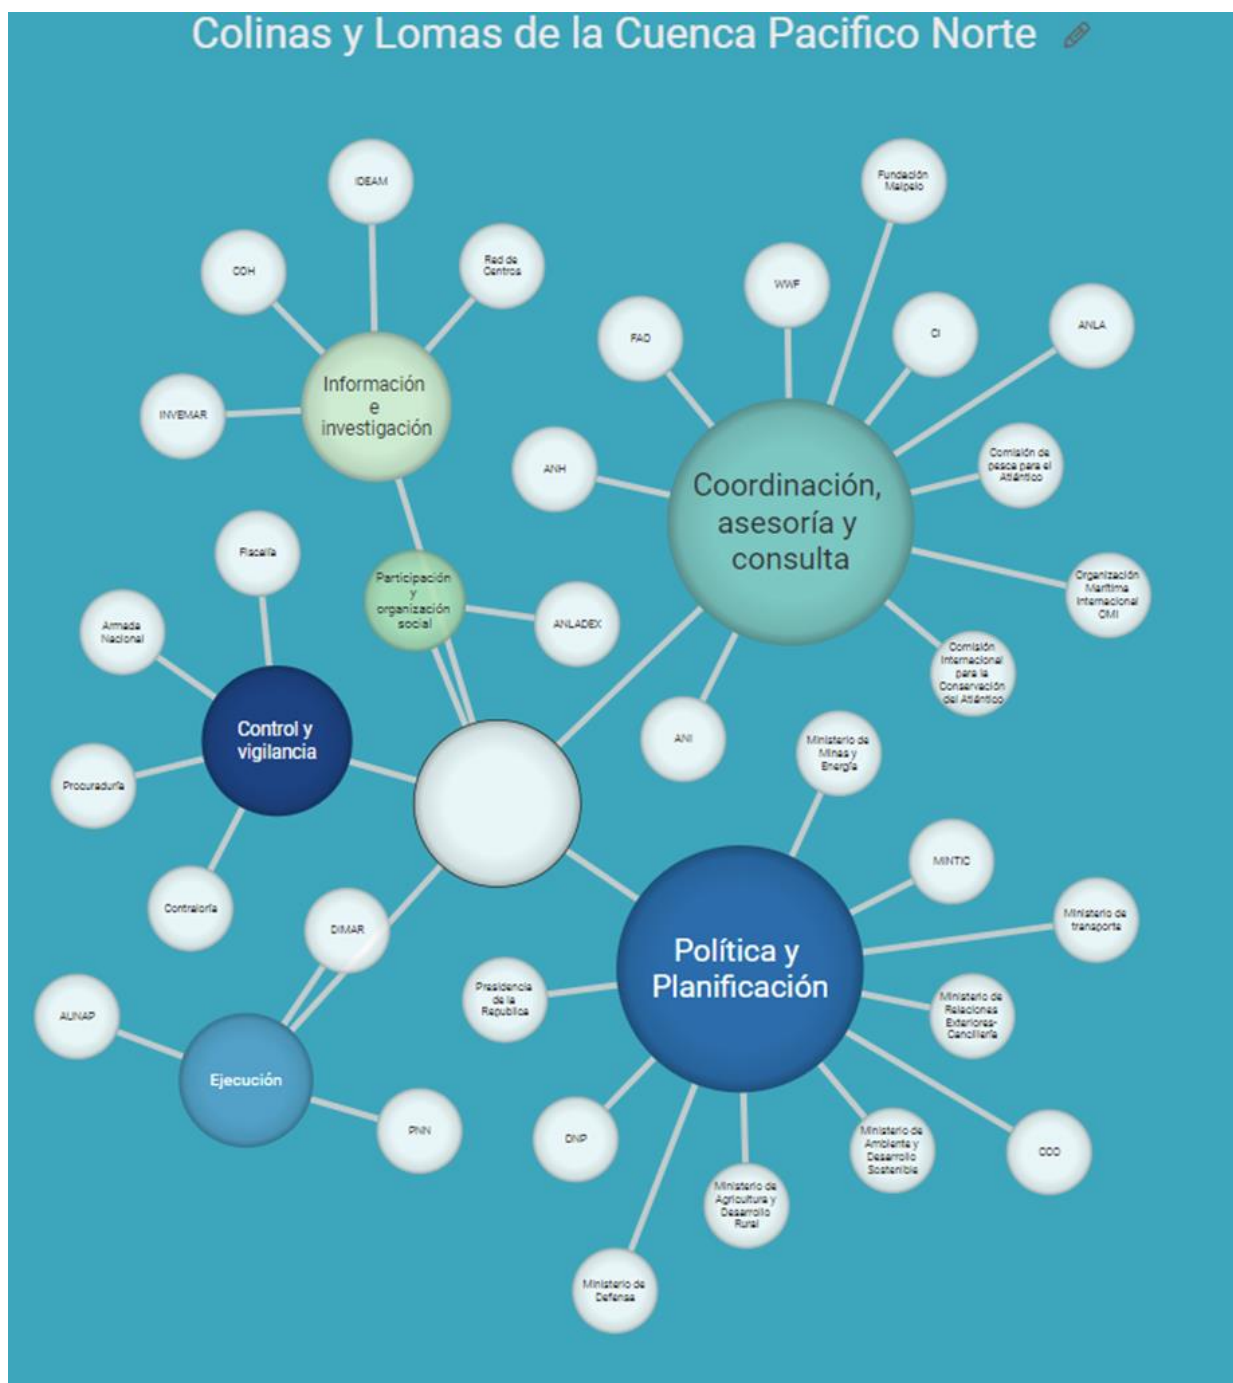 Colinas y Lomas de la Cuenca Pacifico Norte
IDEAM
CDH
Red de
Centros
Información
e
investigación
INVEMAR
Fundación
Malpelo
WWF
FAO
CI
ANLA
ANH
Coordinación,
asesoría y
consulta
Comisión de
pesca para el
Atlántico
Organización
Marítima
Internacional
OMI
Comisión
Internacional
para la
Conservación
del Atlántico
ANI
Participación
y
organización
social
ANLADEX
Fiscalía
Armada
Nacional
Control y
vigilancia
Procuraduría
Contraloría
DIMAR
AUNAP
Ejecución
PNN
Ministerio de
Minas y
Energía
MINTIC
Ministerio de
transporte
Política y
Planificación
Presidencia
de la
Republica
Ministerio de
Relaciones
Exteriores-
Cancillería
DNP
Ministerio de
Ambiente y
Desarrollo
Sostenible
CCO
Ministerio de
Agricultura y
Desarrollo
Rural
Ministerio de
Defensa